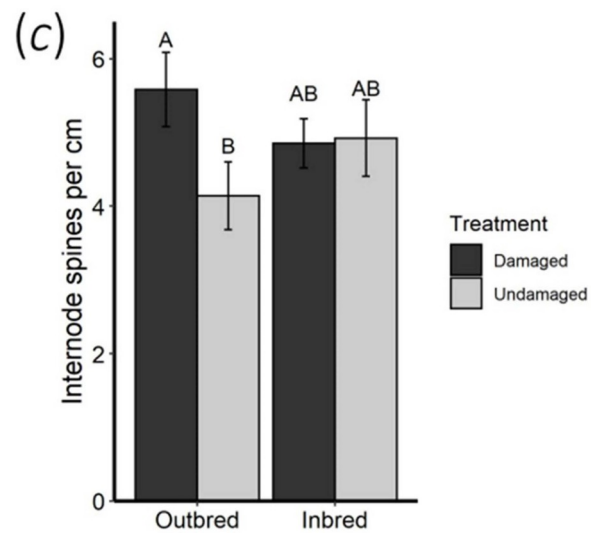 (c)
Internode spines per cm
6
4
2
0
A
B
AB
AB
Outbred
Inbred
Treatment
Damaged
Undamaged